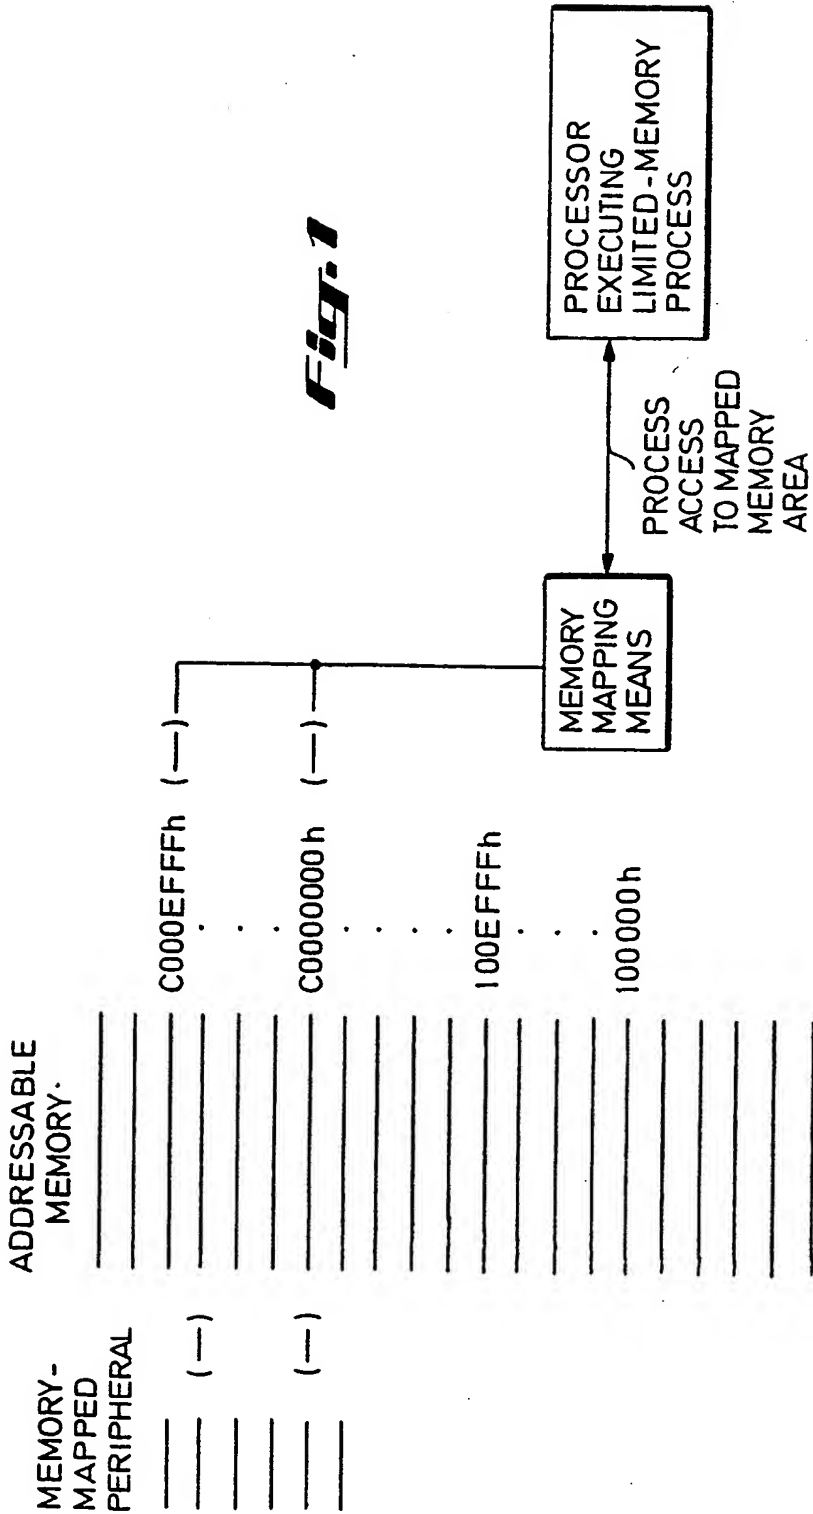 MEMORY-
MAPPED
PERIPHERAL
(—)
(—)
ADDRESSABLE
MEMORY·
C000EFFFh (—)
C0000000h (—)
100EFFFh
100000h
MEMORY
MAPPING
MEANS
PROCESS
ACCESS
TO MAPPED
MEMORY
AREA
PROCESSOR
EXECUTING
LIMITED-MEMORY
PROCESS
Fig.1